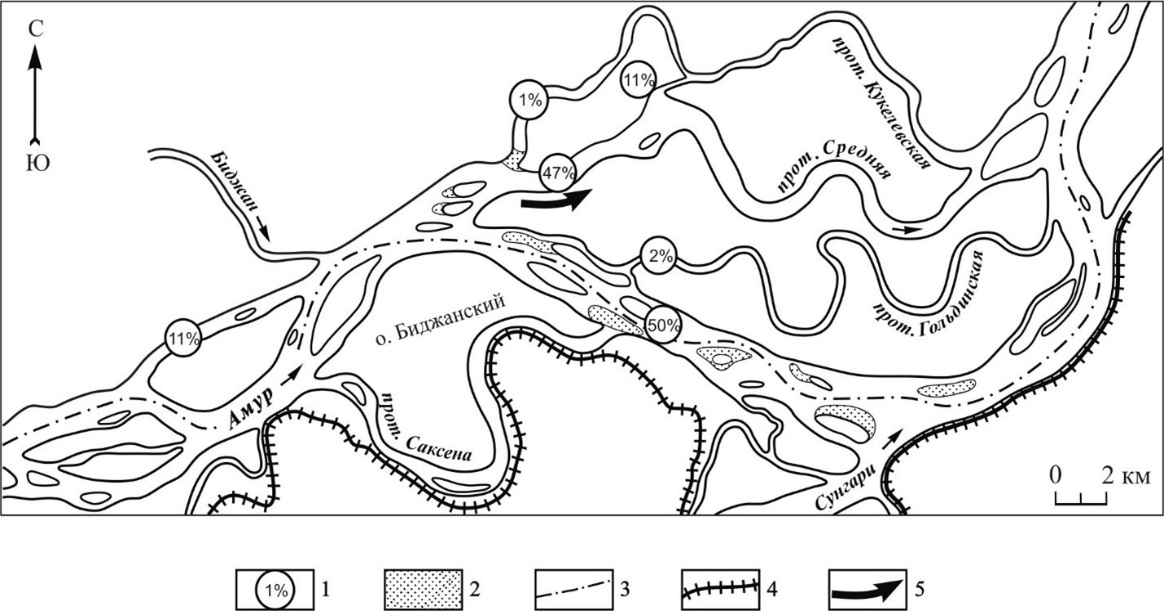 С
Ю
1%
11%
прот. Кукелевская
прот. Средняя
47%
Биджан
2%
прот. Гольдинская
11%
о. Биджанский
50%
Амур
прот. Саксена
Сунгари
0 2 км
1% 1 2 3 4 5